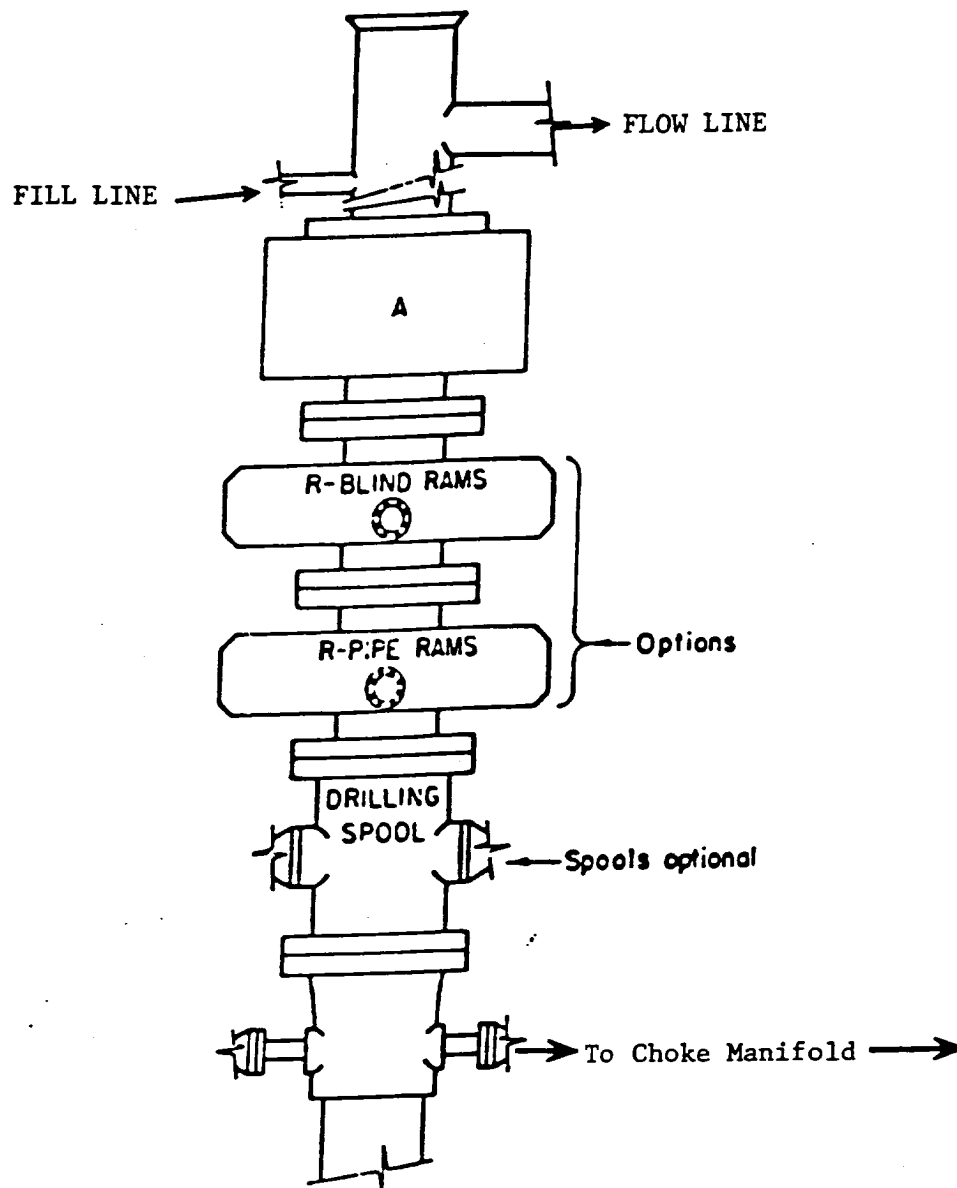 FLOW LINE
FILL LINE
A
R-BLIND RAMS
R-PIPE RAMS
Options
DRILLING
SPOOL
Spools optional
To Choke Manifold